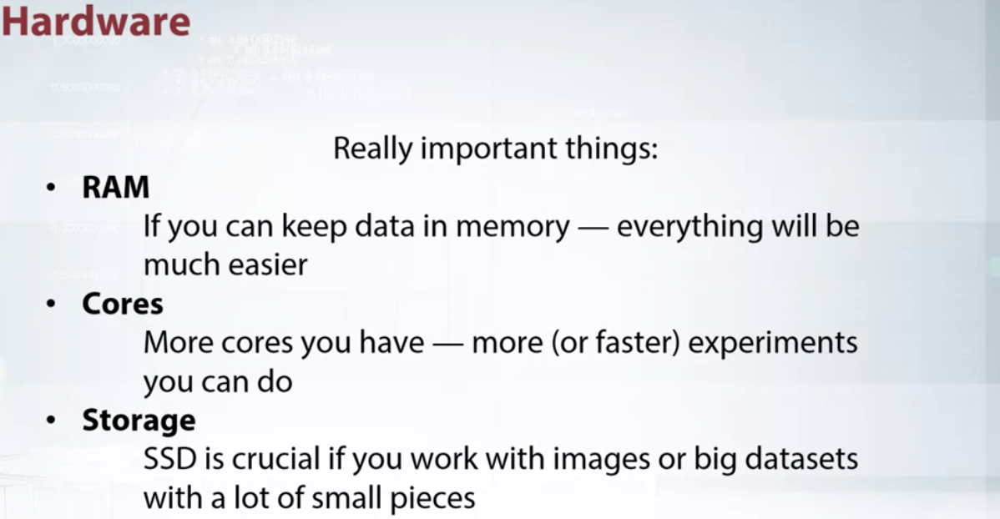 Hardware
Really important things:
• RAM
If you can keep data in memory — everything will be
much easier
• Cores
More cores you have — more (or faster) experiments
you can do
• Storage
SSD is crucial if you work with images or big datasets
with a lot of small pieces